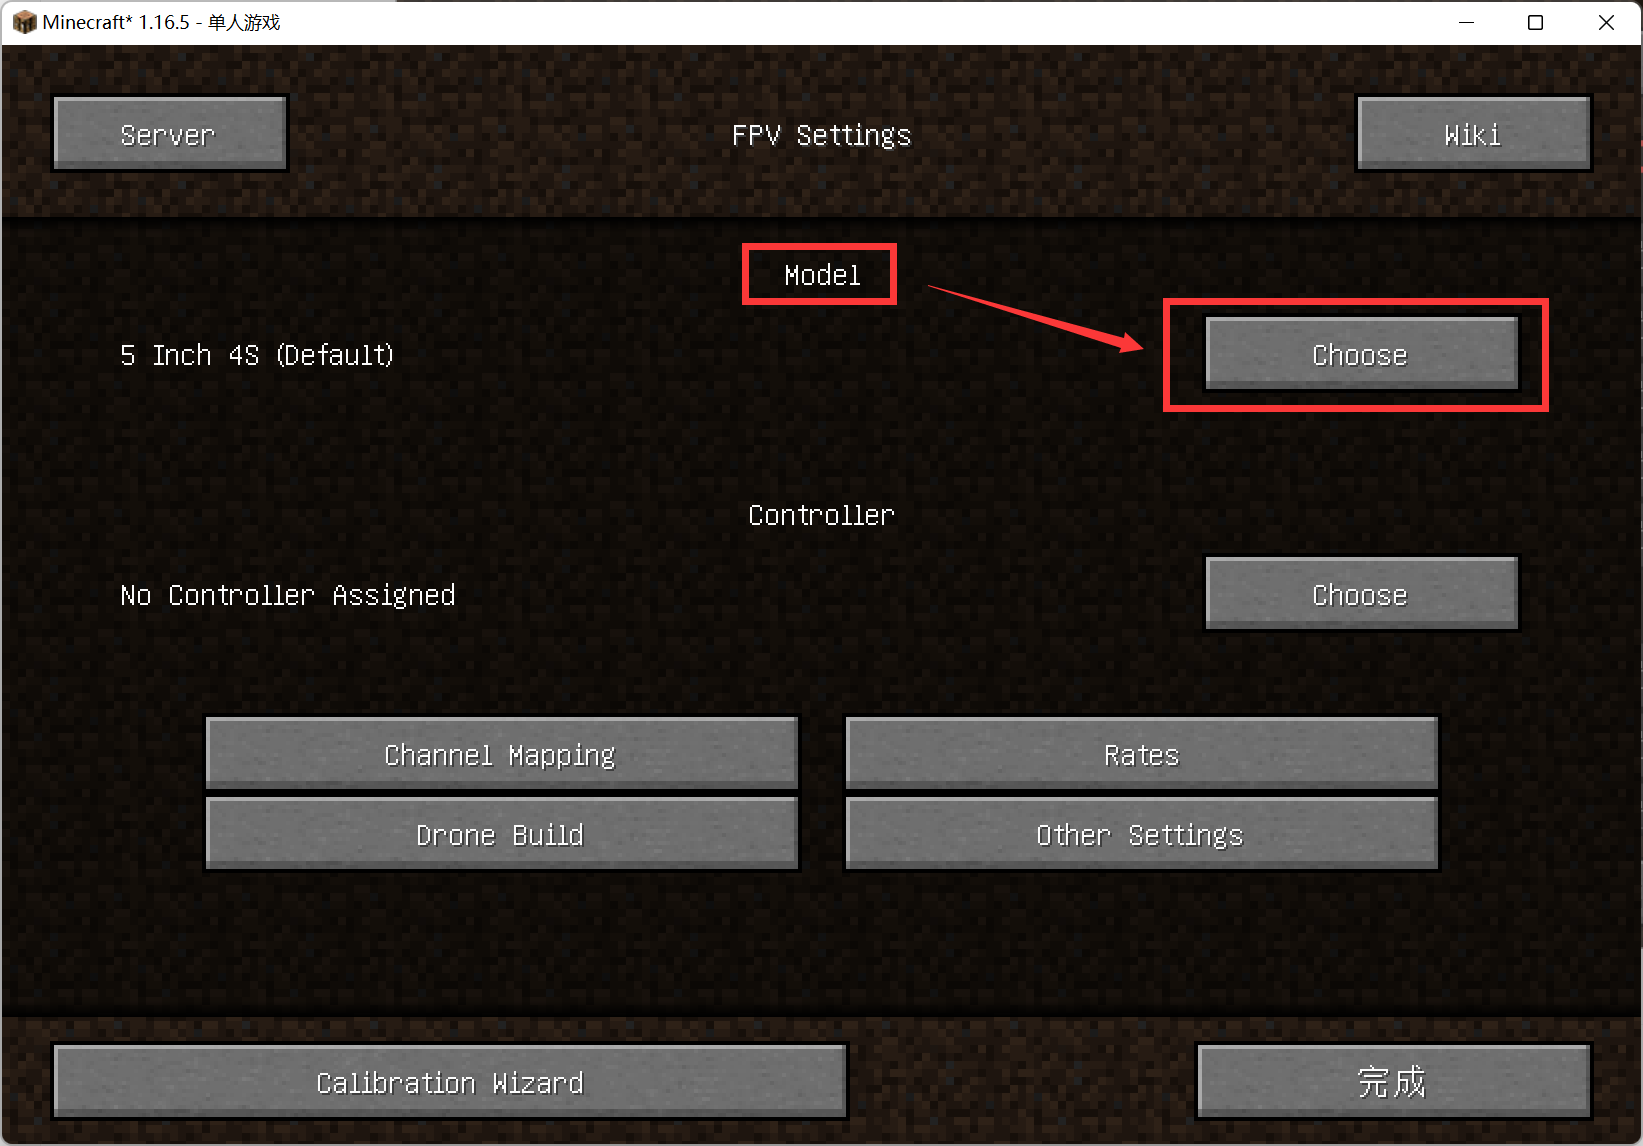 Minecraft* 1.16.5 - 单人游戏
Server
FPV Settings
Wiki
Model
5 Inch 4S (Default)
Choose
Controller
No Controller Assigned
Choose
Channel Mapping
Rates
Drone Build
Other Settings
Calibration Wizard
完成